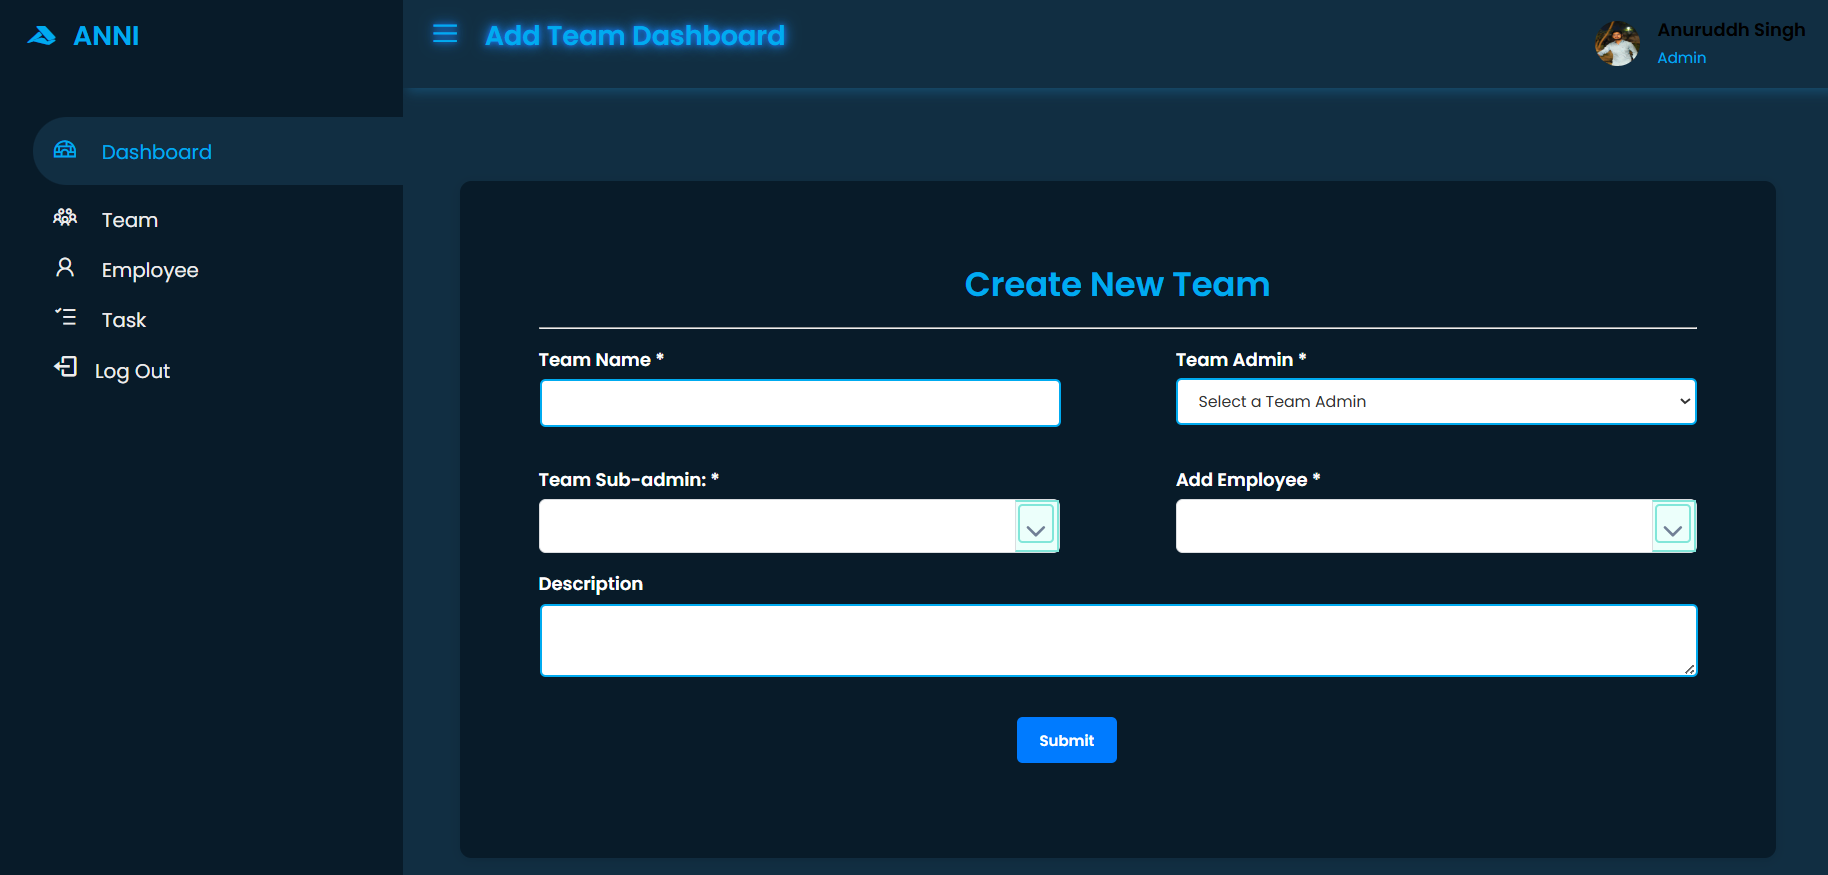 ANNI
Add Team Dashboard
Anuruddh Singh
Admin
Dashboard
Team
Employee
Task
Log Out
Create New Team
Team Name *
Team Admin *
Select a Team Admin
Team Sub-admin: *
Add Employee *
Description
Submit